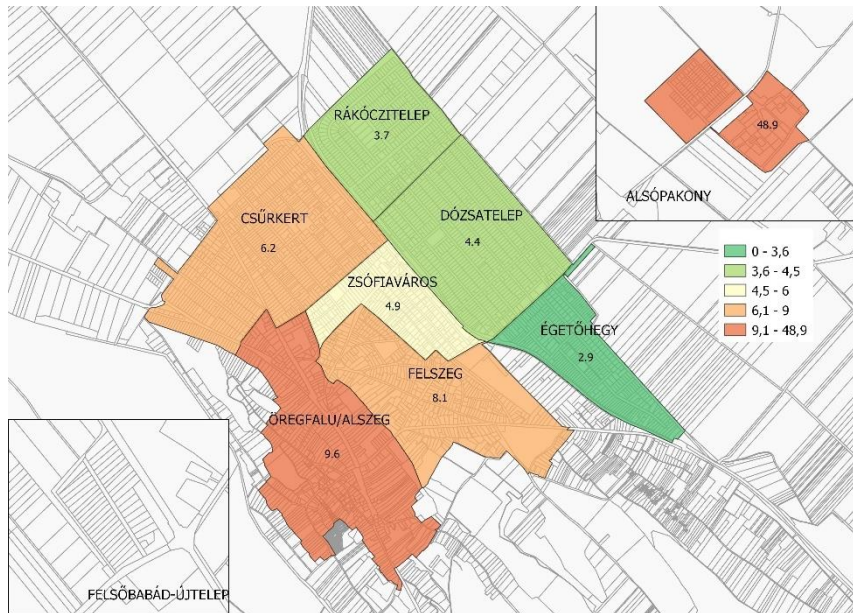 RÁKÓCZITELEP
3.7
48.9
ALSÓPAKONY
CSŰRKERT
6.2
DÓZSATELEP
4.4
0 - 3,6
3,6 - 4,5
4,5 - 6
6,1 - 9
9,1 - 48,9
ZSÓFIAVÁROS
4.9
ÉGETŐHEGY
2.9
FELSZEG
8.1
ÖREGFALU/ALSZEG
9.6
FELSŐBABÁD-ÚJTELEP